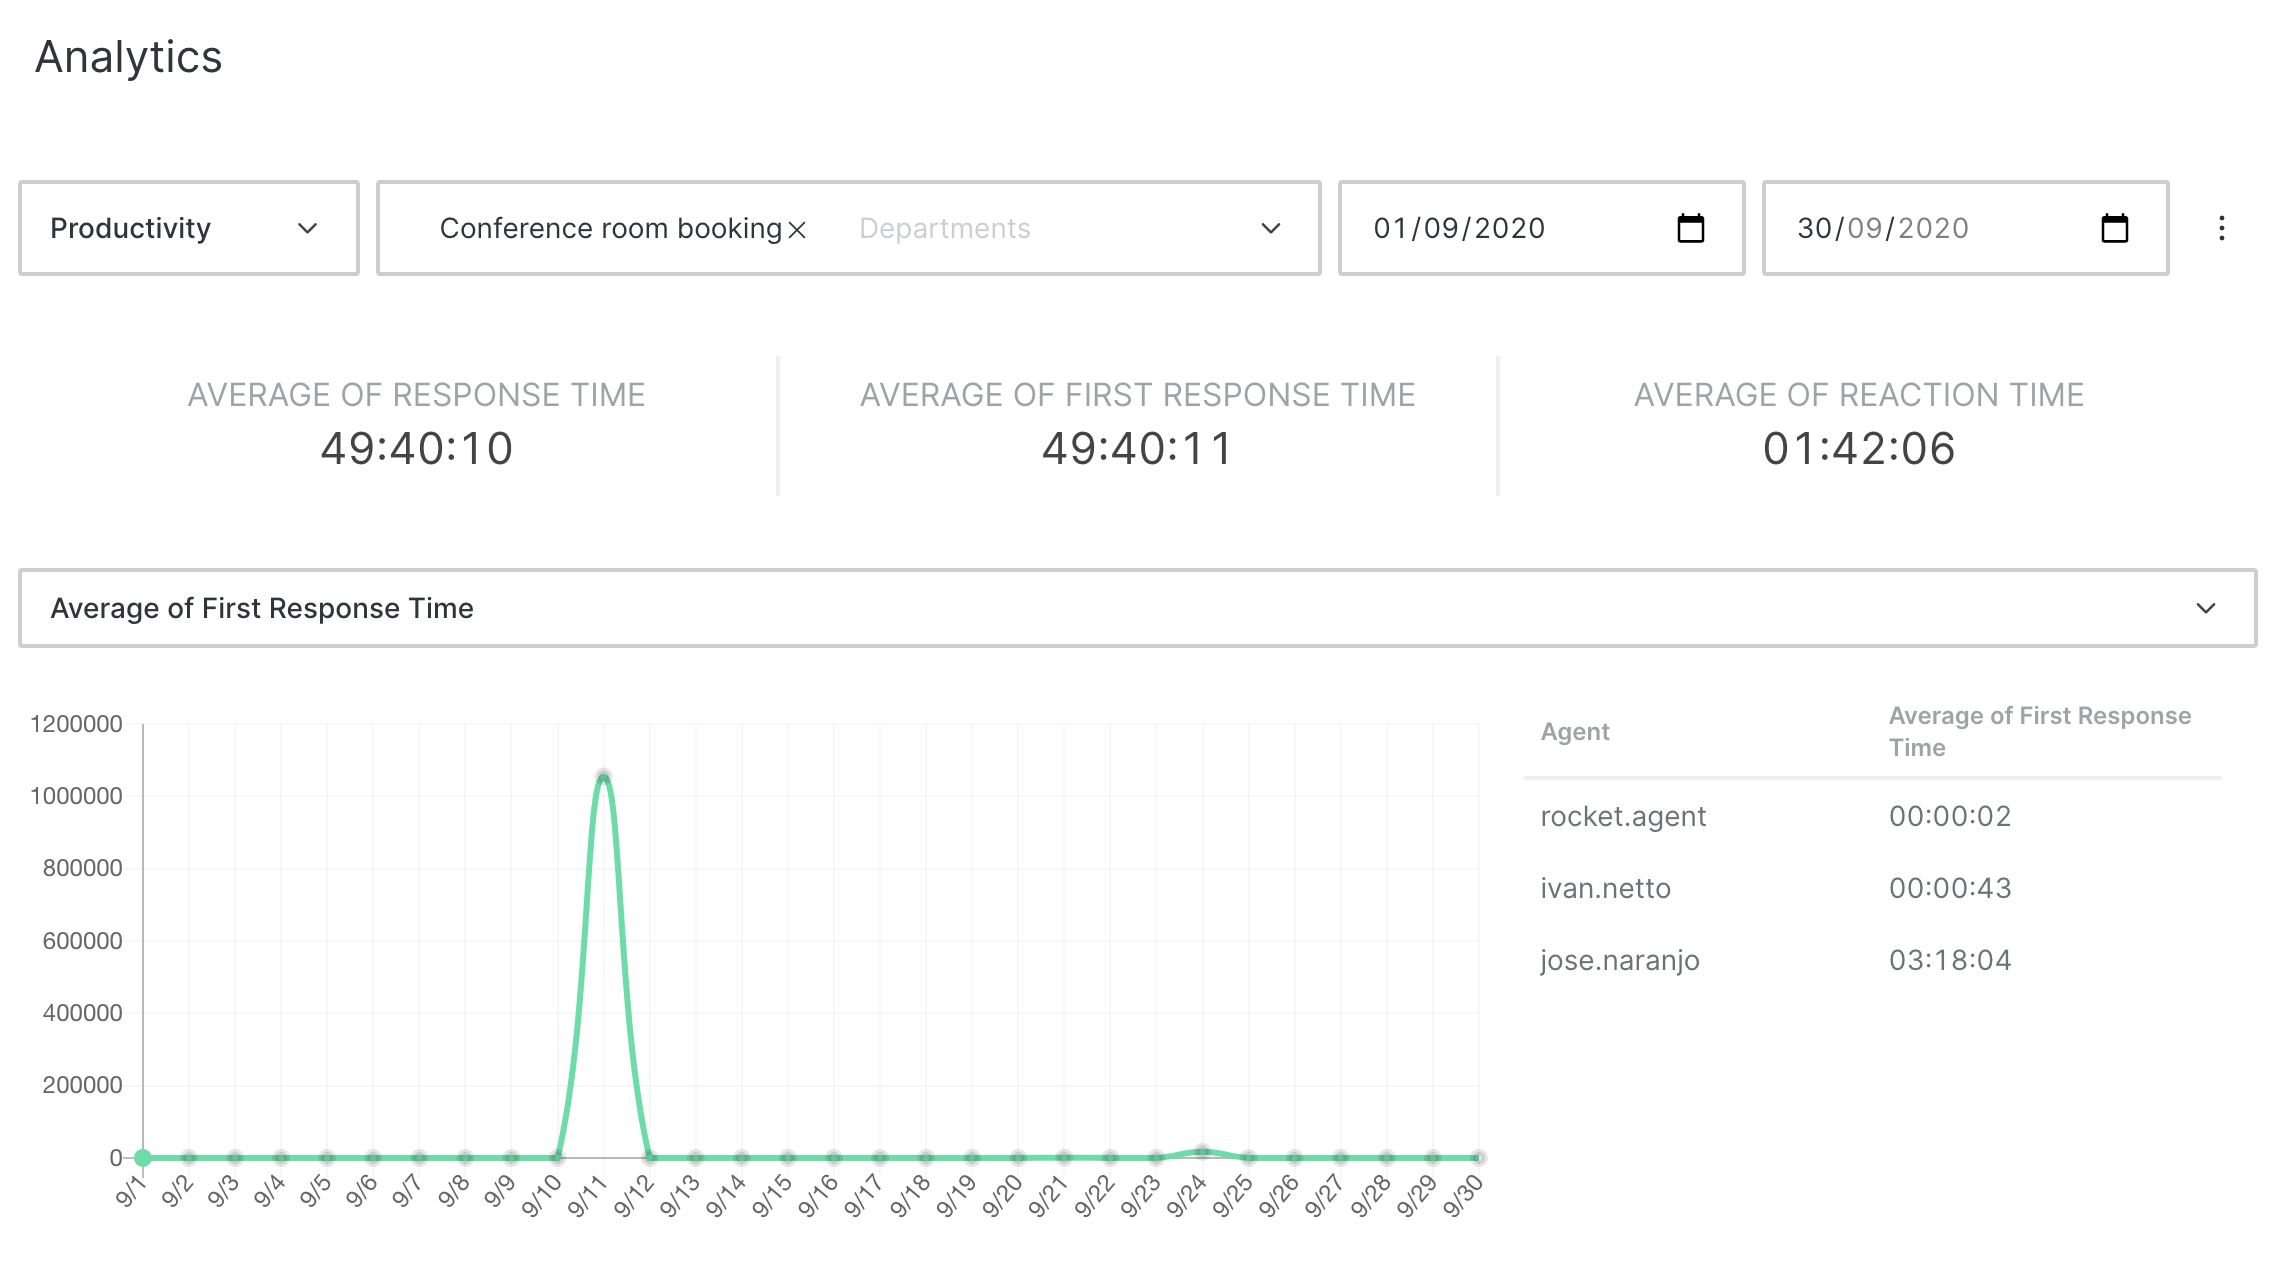 Analytics
Productivity
Conference room booking
Departments
01/09/2020
30/09/2020
AVERAGE OF RESPONSE TIME
49:40:10
AVERAGE OF FIRST RESPONSE TIME
49:40:11
AVERAGE OF REACTION TIME
01:42:06
Average of First Response Time
1200000
1000000
800000
600000
400000
200000
0
9/1 9/2 9/3 9/4 9/5 9/6 9/7 9/8 9/9 9/10 9/11 9/12 9/13 9/14 9/15 9/16 9/17 9/18 9/19 9/20 9/21 9/22 9/23 9/24 9/25 9/26 9/27 9/28 9/29 9/30
Agent
Average of First Response
Time
rocket.agent 00:00:02
ivan.netto 00:00:43
jose.naranjo 03:18:04